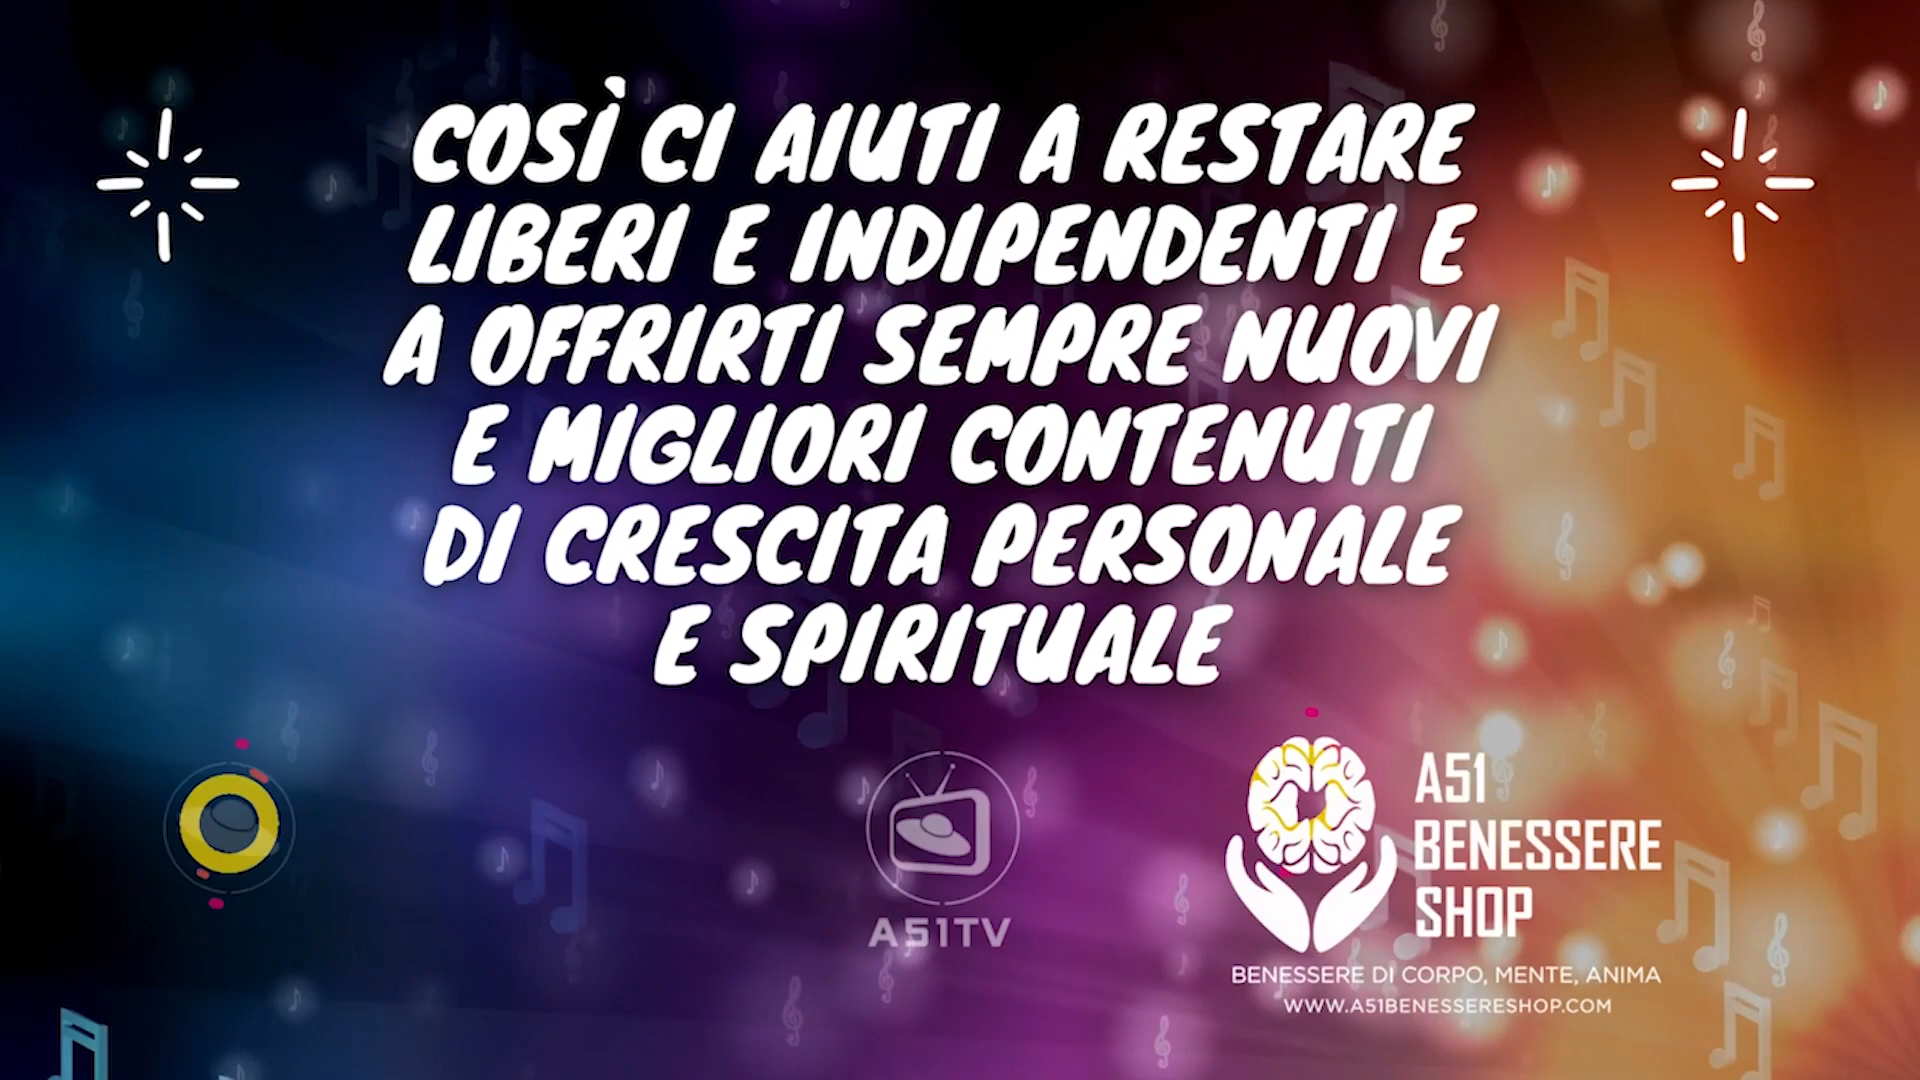 COSÌ CI AIUTI A RESTARE
LIBERI E INDIPENDENTI E
A OFFRIRTI SEMPRE NUOVI
E MIGLIORI CONTENUTI
DI CRESCITA PERSONALE
E SPIRITUALE
A51TV
A51
BENESSERE
SHOP
BENESSERE DI CORPO, MENTE, ANIMA
WWW.A51BENESSERESHOP.COM